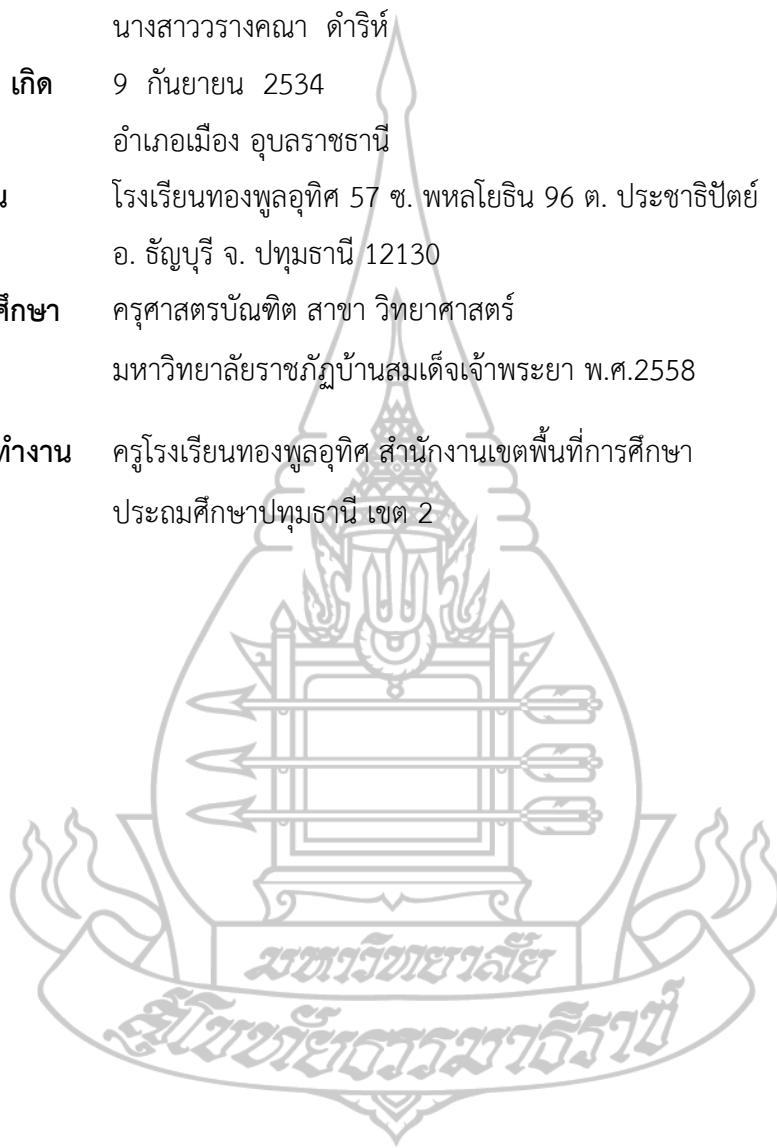 นางสาววรางคณา ดำริห์
เกิด 9 กันยายน 2534
อำเภอเมือง อุบลราชธานี
โรงเรียนทองพูลอุทิศ 57 ซ. พหลโยธิน 96 ต. ประชาธิปัตย์
อ. ธัญบุรี จ. ปทุมธานี 12130
ศึกษา ครุศาสตรบัณฑิต สาขา วิทยาศาสตร์
มหาวิทยาลัยราชภัฏบ้านสมเด็จเจ้าพระยา พ.ศ.2558
ทำงาน ครูโรงเรียนทองพูลอุทิศ สำนักงานเขตพื้นที่การศึกษา
ประถมศึกษาปทุมธานี เขต 2
มหาวิทยาลัย
สุโขทัยธรรมาธิราช